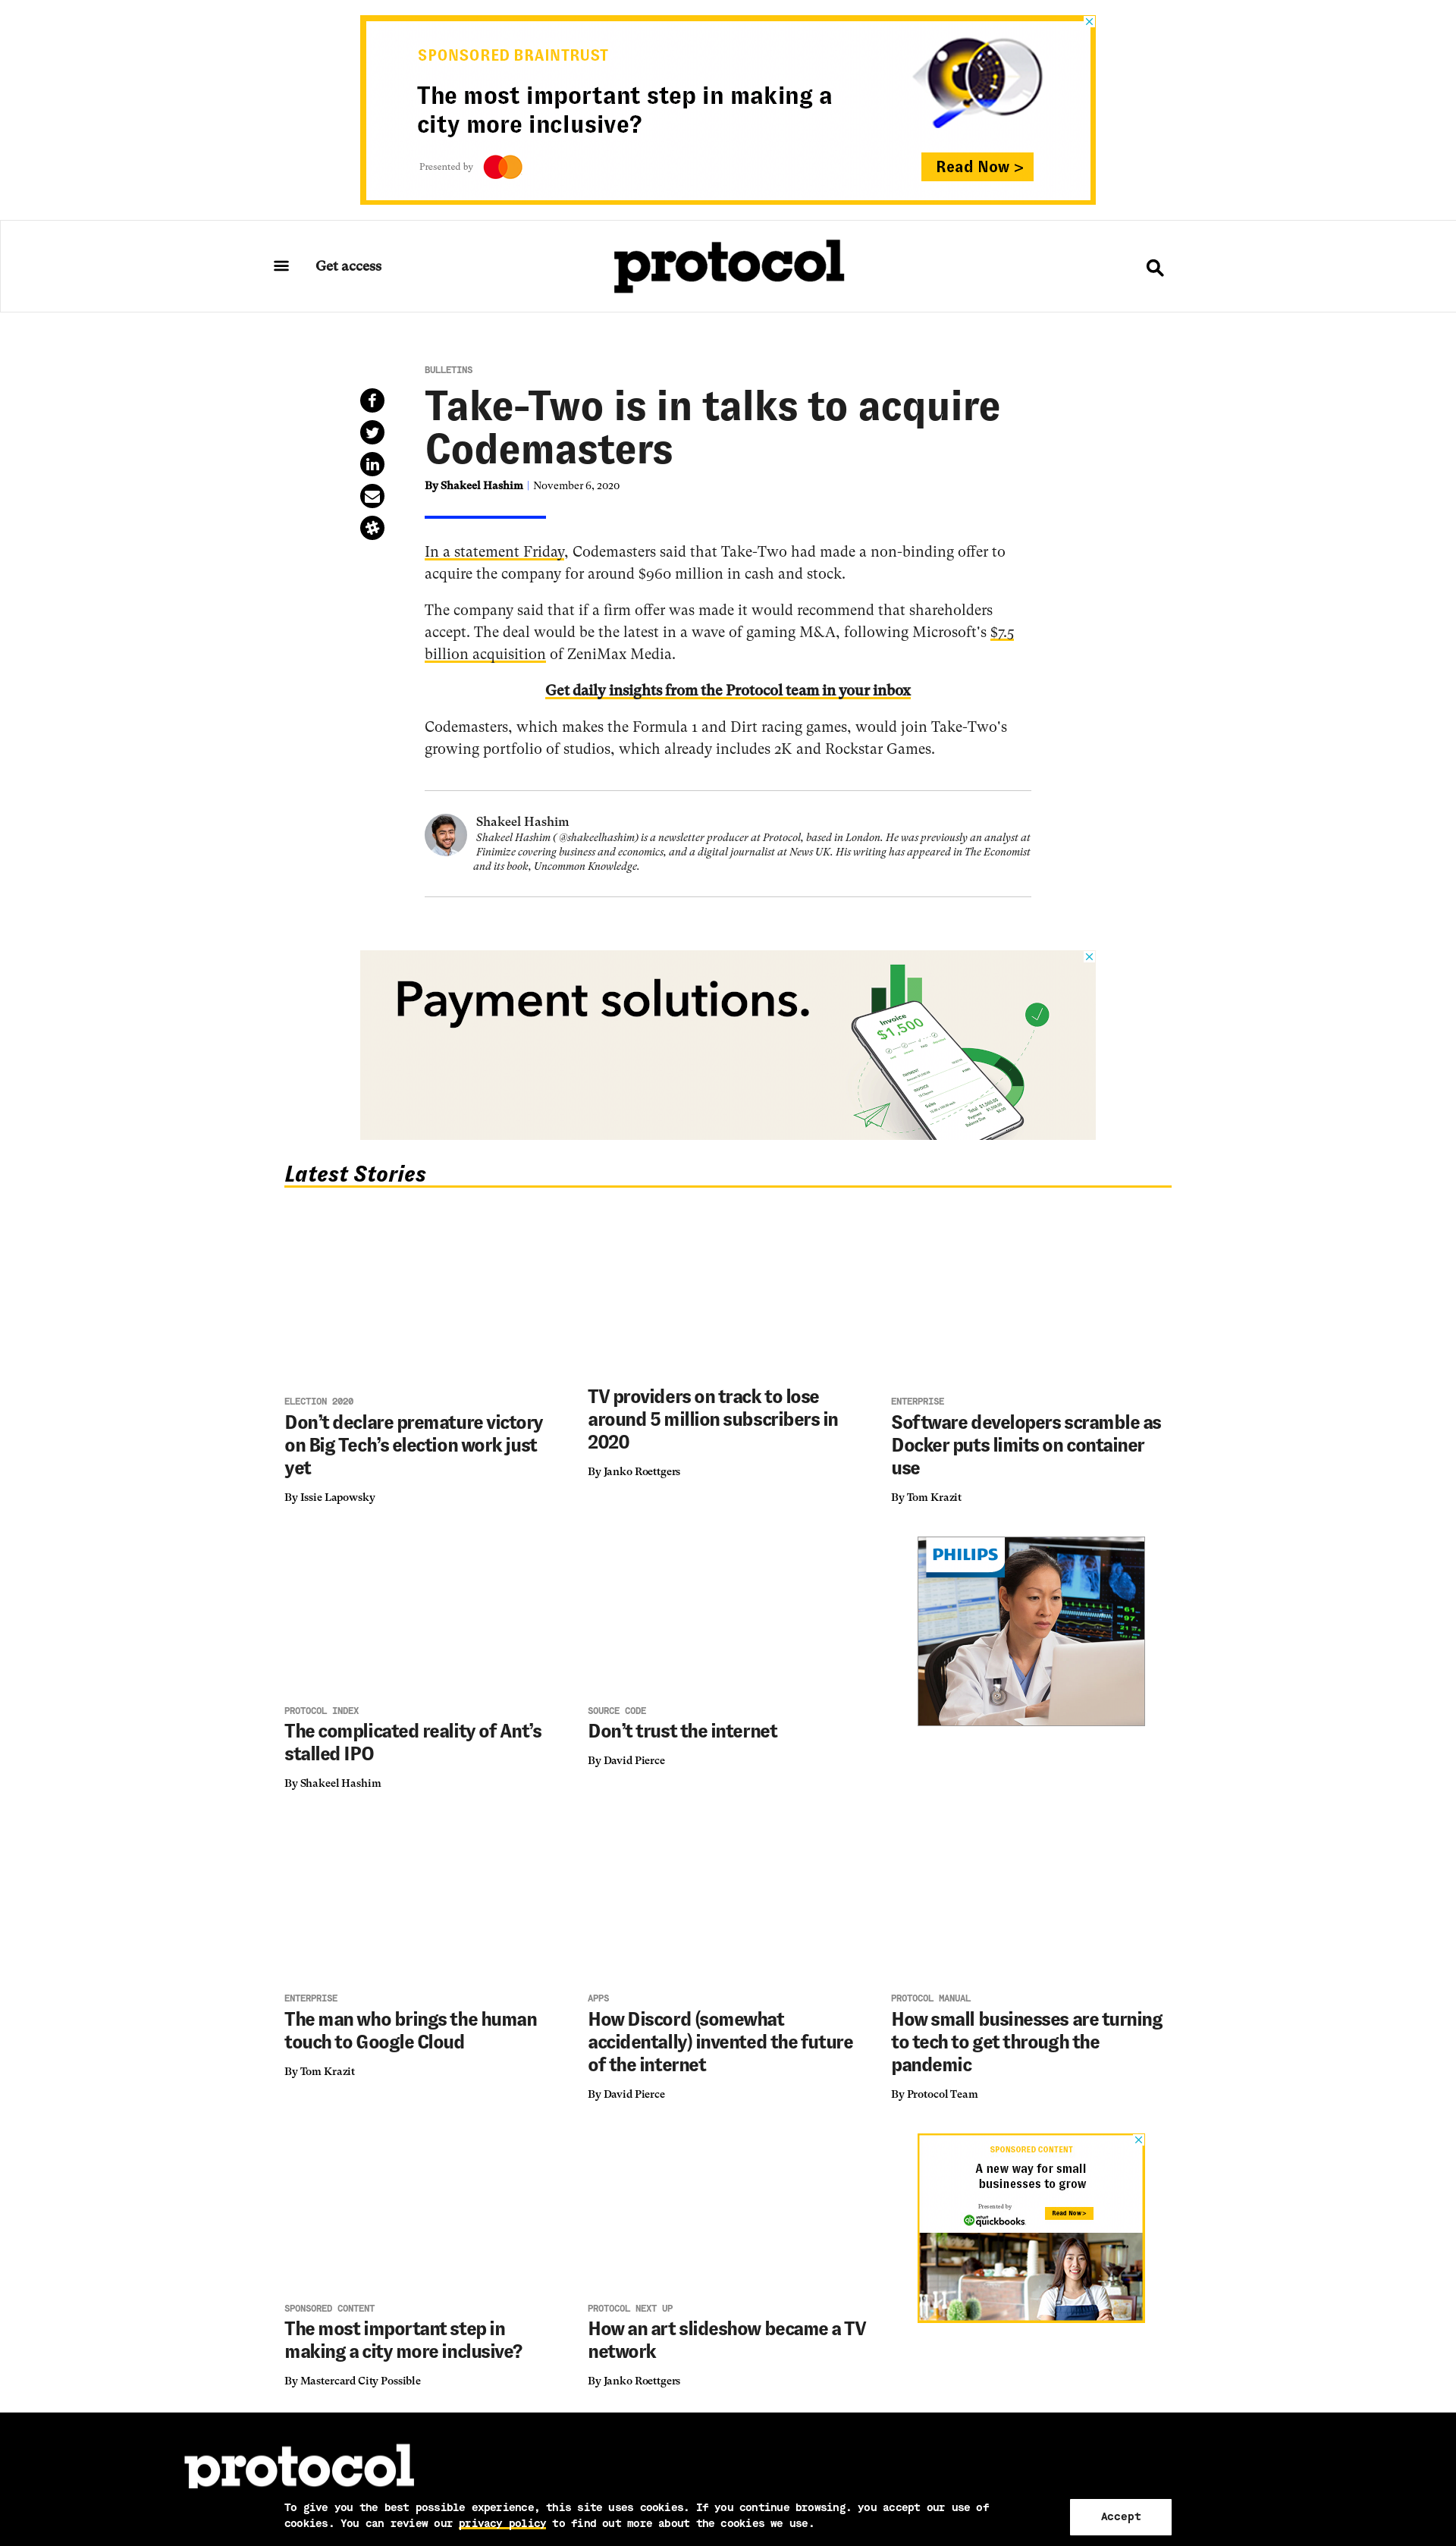 SPONSORED BRAINTRUST
The most important step in making a
city more inclusive?
Presented by
Read Now >
Get access
protocol
BULLETINS
Take-Two is in talks to acquire
Codemasters
By Shakeel Hashim | November 6, 2020
In a statement Friday, Codemasters said that Take-Two had made a non-binding offer to
acquire the company for around $960 million in cash and stock.
The company said that if a firm offer was made it would recommend that shareholders
accept. The deal would be the latest in a wave of gaming M&A, following Microsoft's $7.5
billion acquisition of ZeniMax Media.
Get daily insights from the Protocol team in your inbox
Codemasters, which makes the Formula 1 and Dirt racing games, would join Take-Two's
growing portfolio of studios, which already includes 2K and Rockstar Games.
Shakeel Hashim
Shakeel Hashim ( @shakeelhashim) is a newsletter producer at Protocol, based in London. He was previously an analyst at
Finimize covering business and economics, and a digital journalist at News UK. His writing has appeared in The Economist
and its book, Uncommon Knowledge.
Payment solutions.
Invoice
$1,500
Latest Stories
ELECTION 2020
Don’t declare premature victory
on Big Tech’s election work just
yet
By Issie Lapowsky
TV providers on track to lose
around 5 million subscribers in
2020
By Janko Roettgers
ENTERPRISE
Software developers scramble as
Docker puts limits on container
use
By Tom Krazit
PROTOCOL INDEX
The complicated reality of Ant’s
stalled IPO
By Shakeel Hashim
SOURCE CODE
Don’t trust the internet
By David Pierce
PHILIPS
ENTERPRISE
The man who brings the human
touch to Google Cloud
By Tom Krazit
APPS
How Discord (somewhat
accidentally) invented the future
of the internet
By David Pierce
PROTOCOL MANUAL
How small businesses are turning
to tech to get through the
pandemic
By Protocol Team
SPONSORED CONTENT
The most important step in
making a city more inclusive?
By Mastercard City Possible
PROTOCOL NEXT UP
How an art slideshow became a TV
network
By Janko Roettgers
SPONSORED CONTENT
A new way for small
businesses to grow
Presented by
intuit
quickbooks.
Read Now >
protocol
To give you the best possible experience, this site uses cookies. If you continue browsing. you accept our use of
cookies. You can review our privacy policy to find out more about the cookies we use.
Accept